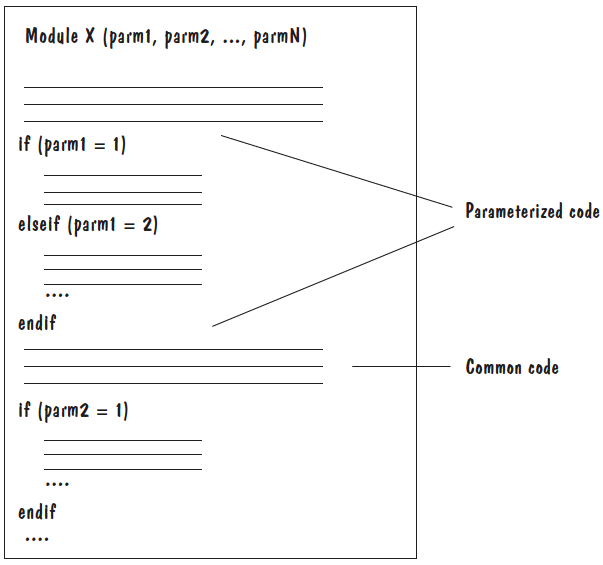 Module X (parm1, parm2, ..., parmN)
if (parm1 = 1)
elseif (parm1 = 2)
Parameterized code
....
endif
Common code
if (parm2 = 1)
....
endif
....